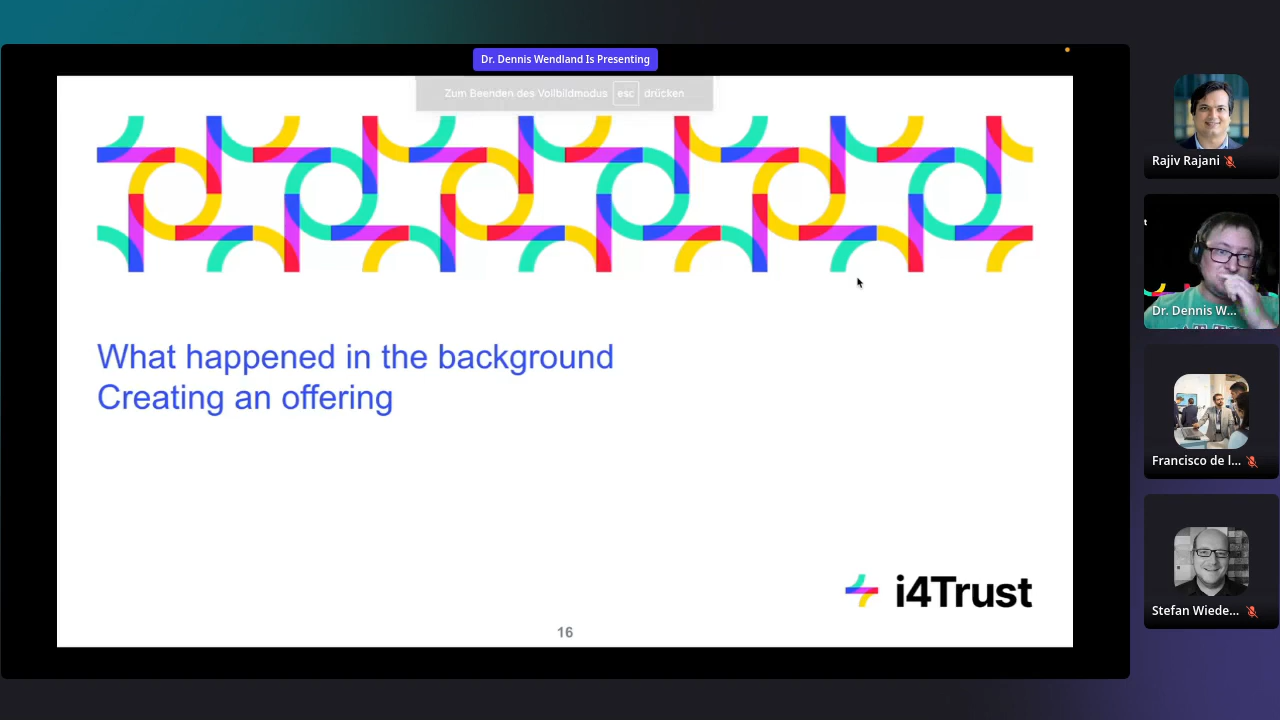 Dr. Dennis Wendland Is Presenting
Zum Beenden des Vollbildmodus esc drücken
What happened in the background
Creating an offering
i4Trust
16
Rajiv Rajani
Dr. Dennis W...
Francisco de l...
Stefan Wiede...